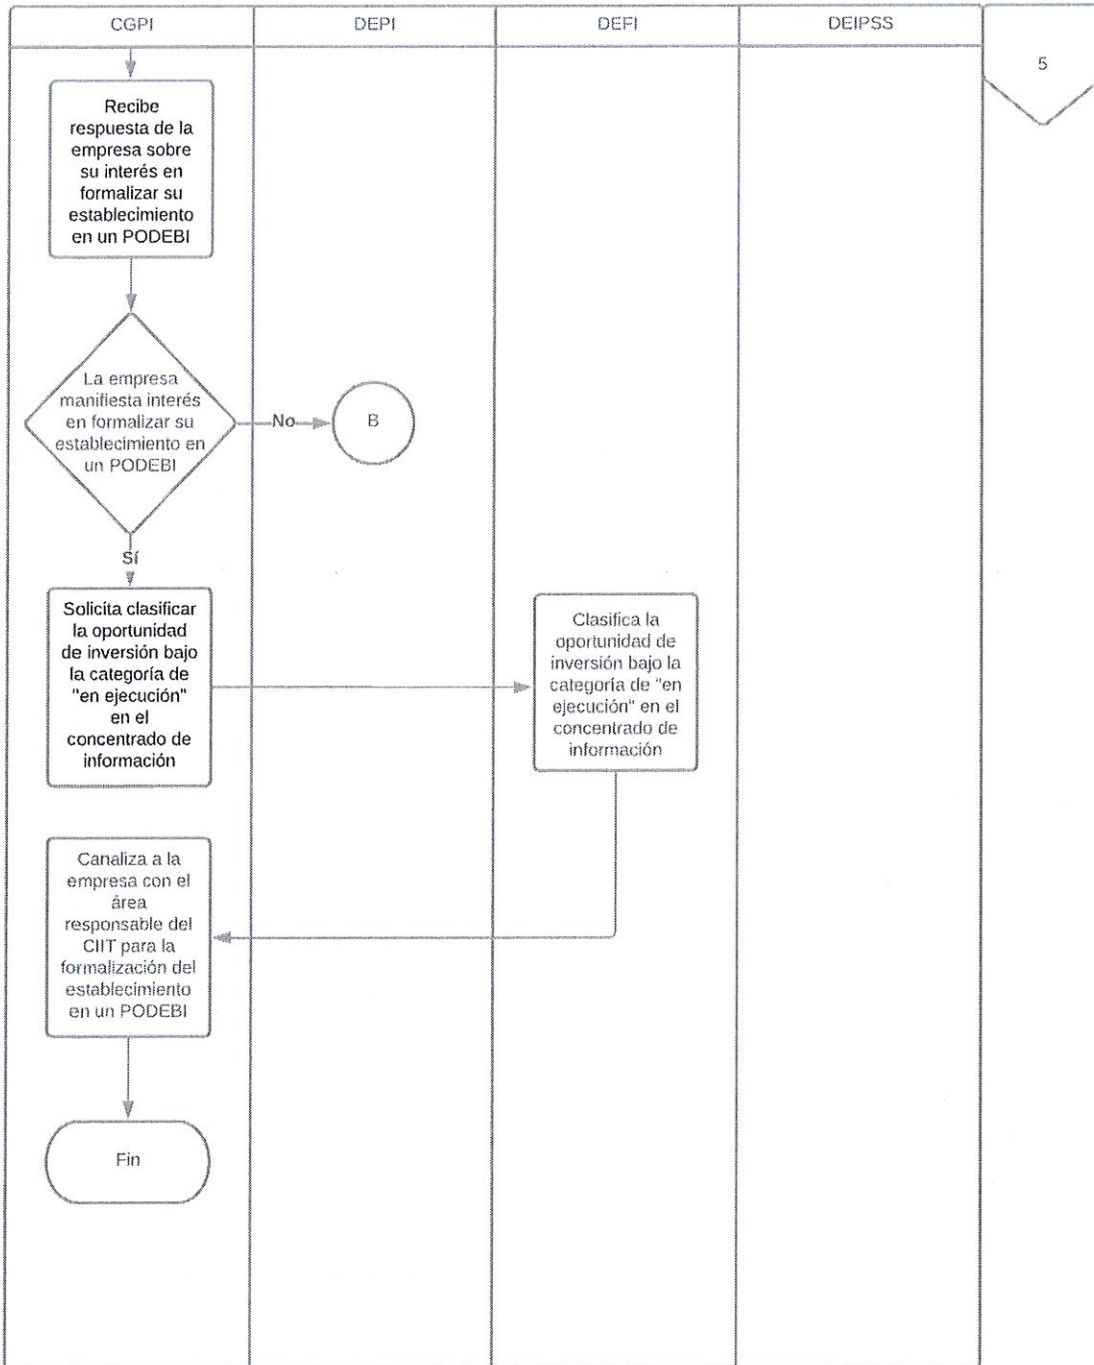 CGPI
DEPI
DEFI
DEIPSS
5
Recibe
respuesta de la
empresa sobre
su interés en
formalizar su
establecimiento
en un PODEBI
La empresa
manifiesta interés
en formalizar su
establecimiento en
un PODEBI
No
B
Sí
Solicita clasificar
la oportunidad
de inversión bajo
la categoría de
"en ejecución"
en el
concentrado de
información
Clasifica la
oportunidad de
inversión bajo la
categoría de "en
ejecución" en el
concentrado de
información
Canaliza a la
empresa con el
área
responsable del
CIIT para la
formalización del
establecimiento
en un PODEBI
Fin